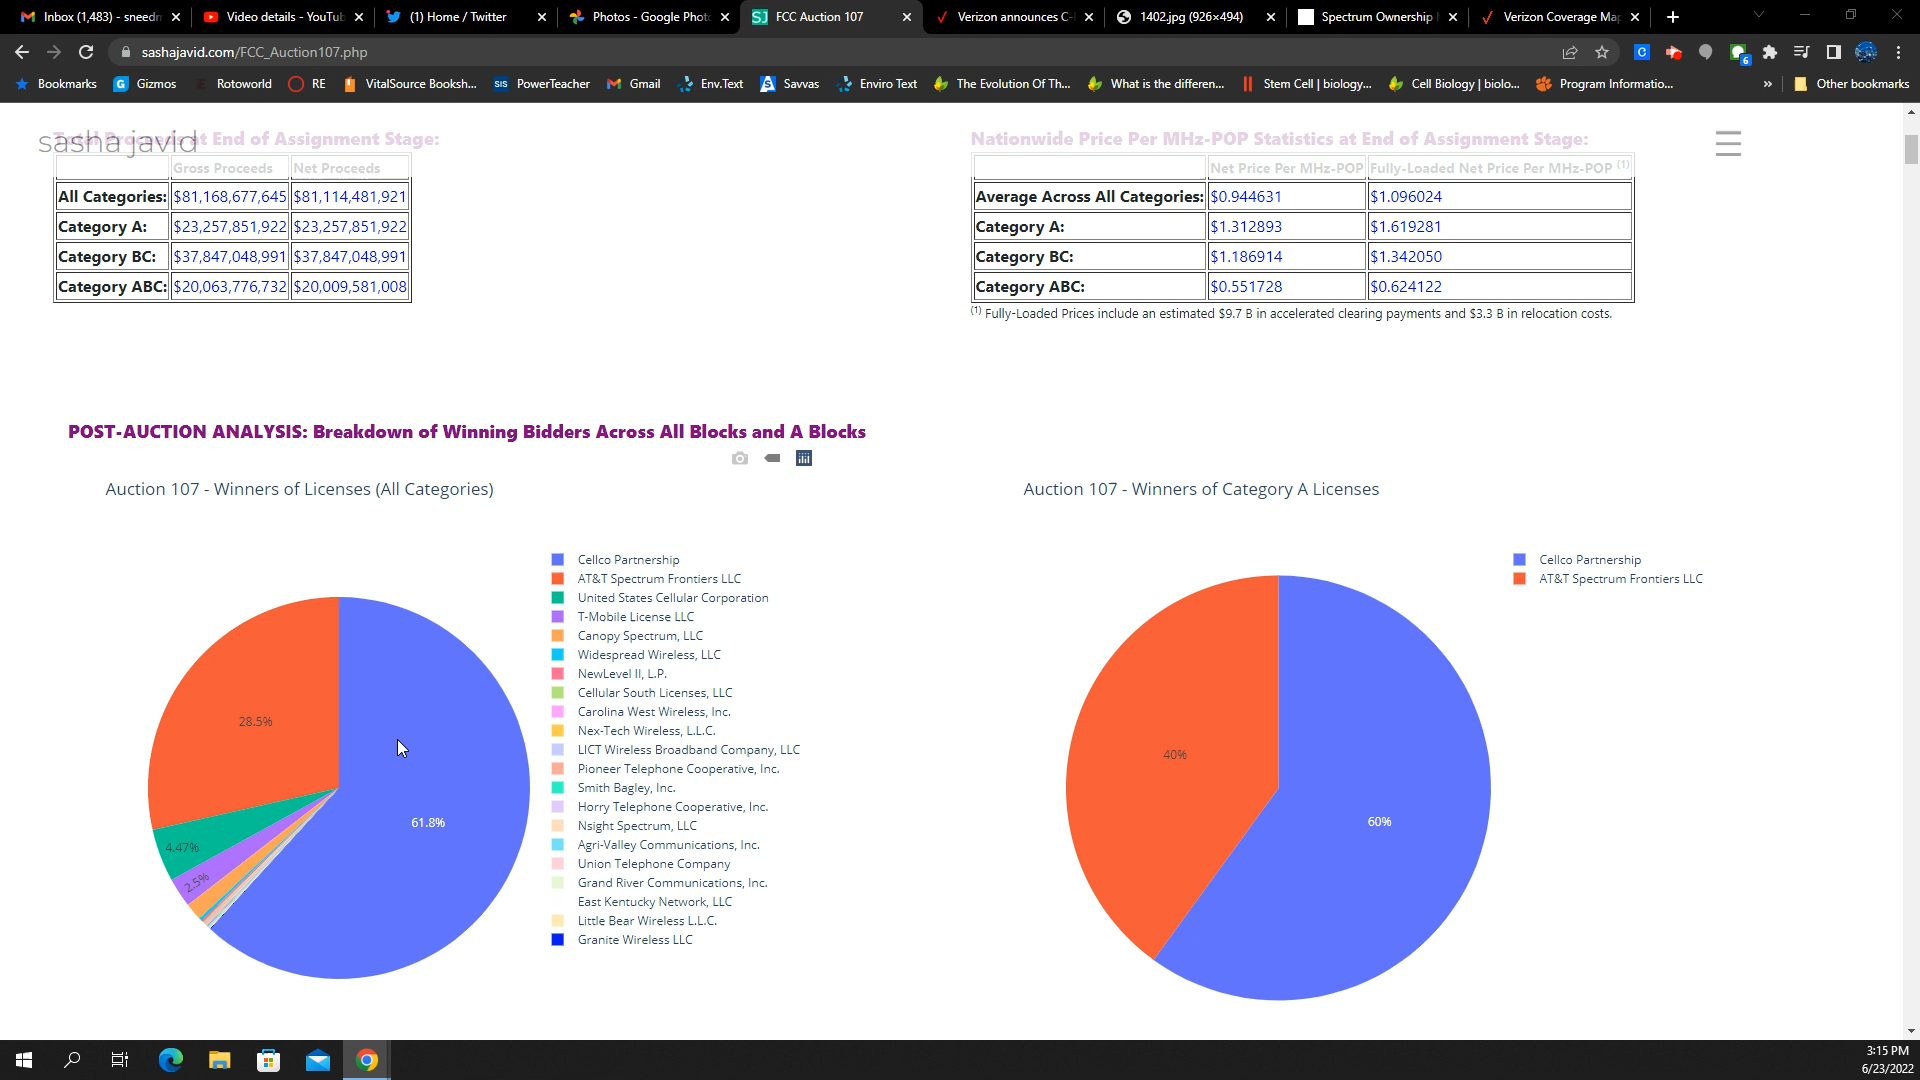 Inbox (1,483) - sneedm
Video details - YouTub
(1) Home / Twitter
Photos - Google Phot
SJ FCC Auction 107
Verizon announces C-
1402.jpg (926×494)
Spectrum Ownership
Verizon Coverage Map
sashajavid.com/FCC_Auction107.php
6
Bookmarks
Gizmos
Rotoworld
RE
VitalSource Booksh...
SIS PowerTeacher
Gmail
Env.Text
Savvas
Enviro Text
The Evolution Of Th...
What is the differen...
Stem Cell | biology...
Cell Biology | biolo...
Program Informatio...
»
Other bookmarks
sasha javid
Total Proceeds at End of Assignment Stage:
Gross Proceeds Net Proceeds
All Categories: $81,168,677,645 $81,114,481,921
Category A: $23,257,851,922 $23,257,851,922
Category BC: $37,847,048,991 $37,847,048,991
Category ABC: $20,063,776,732 $20,009,581,008
Nationwide Price Per MHz-POP Statistics at End of Assignment Stage:
Net Price Per MHz-POP Fully-Loaded Net Price Per MHz-POP (1)
Average Across All Categories: $0.944631 $1.096024
Category A: $1.312893 $1.619281
Category BC: $1.186914 $1.342050
Category ABC: $0.551728 $0.624122
(1) Fully-Loaded Prices include an estimated $9.7 B in accelerated clearing payments and $3.3 B in relocation costs.
POST-AUCTION ANALYSIS: Breakdown of Winning Bidders Across All Blocks and A Blocks
Auction 107 - Winners of Licenses (All Categories)
28.5%
61.8%
4.47%
2.5%
Cellco Partnership
AT&T Spectrum Frontiers LLC
United States Cellular Corporation
T-Mobile License LLC
Canopy Spectrum, LLC
Widespread Wireless, LLC
NewLevel II, L.P.
Cellular South Licenses, LLC
Carolina West Wireless, Inc.
Nex-Tech Wireless, L.L.C.
LICT Wireless Broadband Company, LLC
Pioneer Telephone Cooperative, Inc.
Smith Bagley, Inc.
Horry Telephone Cooperative, Inc.
Nsight Spectrum, LLC
Agri-Valley Communications, Inc.
Union Telephone Company
Grand River Communications, Inc.
East Kentucky Network, LLC
Little Bear Wireless L.L.C.
Granite Wireless LLC
Auction 107 - Winners of Category A Licenses
40%
60%
Cellco Partnership
AT&T Spectrum Frontiers LLC
3:15 PM
6/23/2022